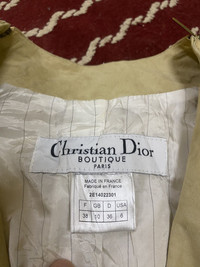 Christian Dior
BOUTIQUE
PARIS
MADE IN FRANCE
Fabriqué en France
2E14022301
F GB D USA
38 10 36 6